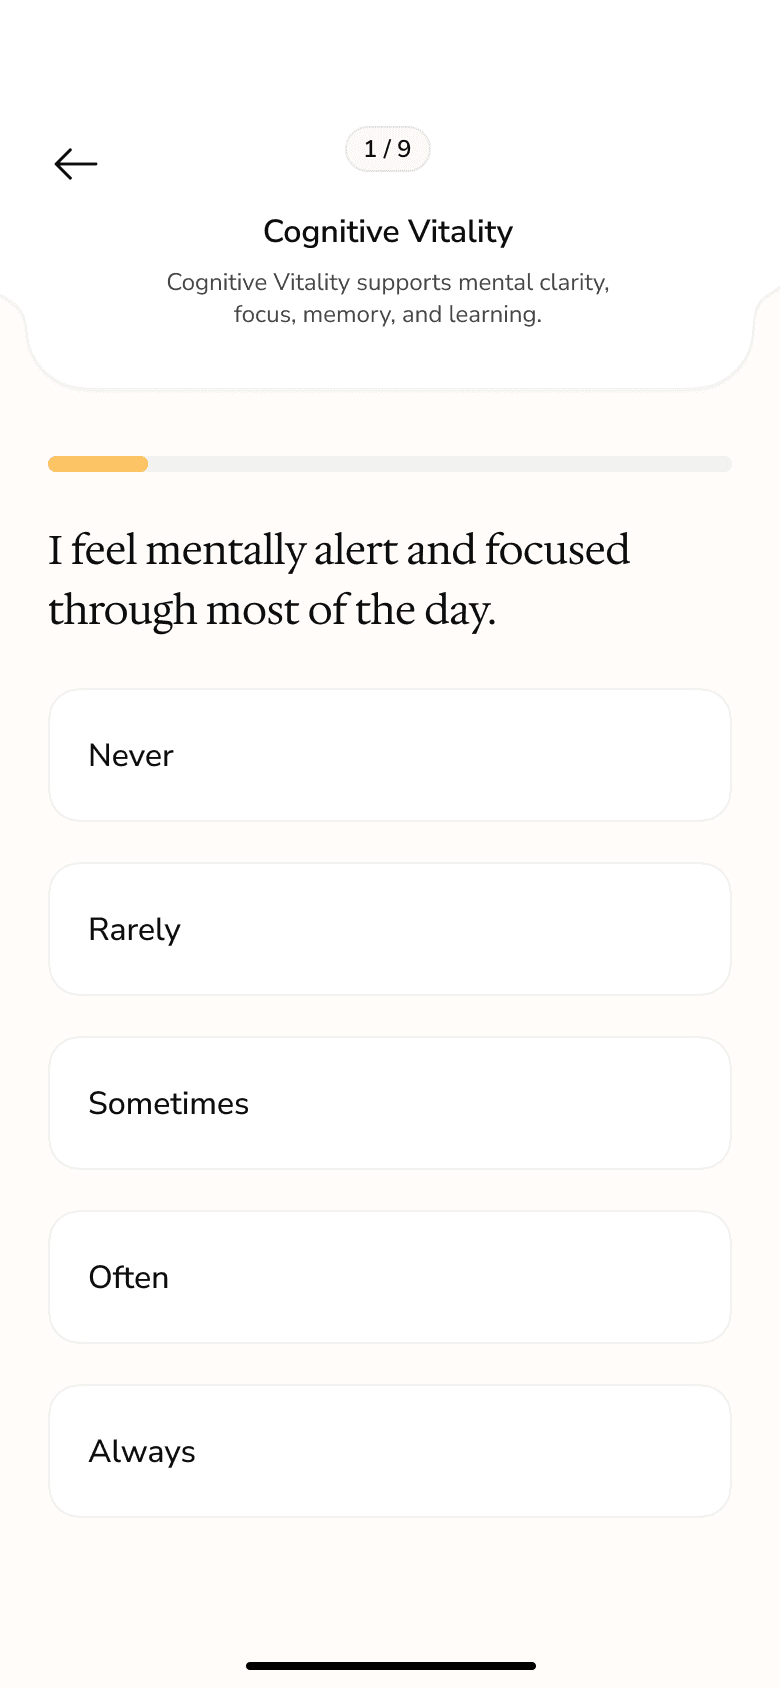 1 / 9
Cognitive Vitality
Cognitive Vitality supports mental clarity,
focus, memory, and learning.
I feel mentally alert and focused
through most of the day.
Never
Rarely
Sometimes
Often
Always